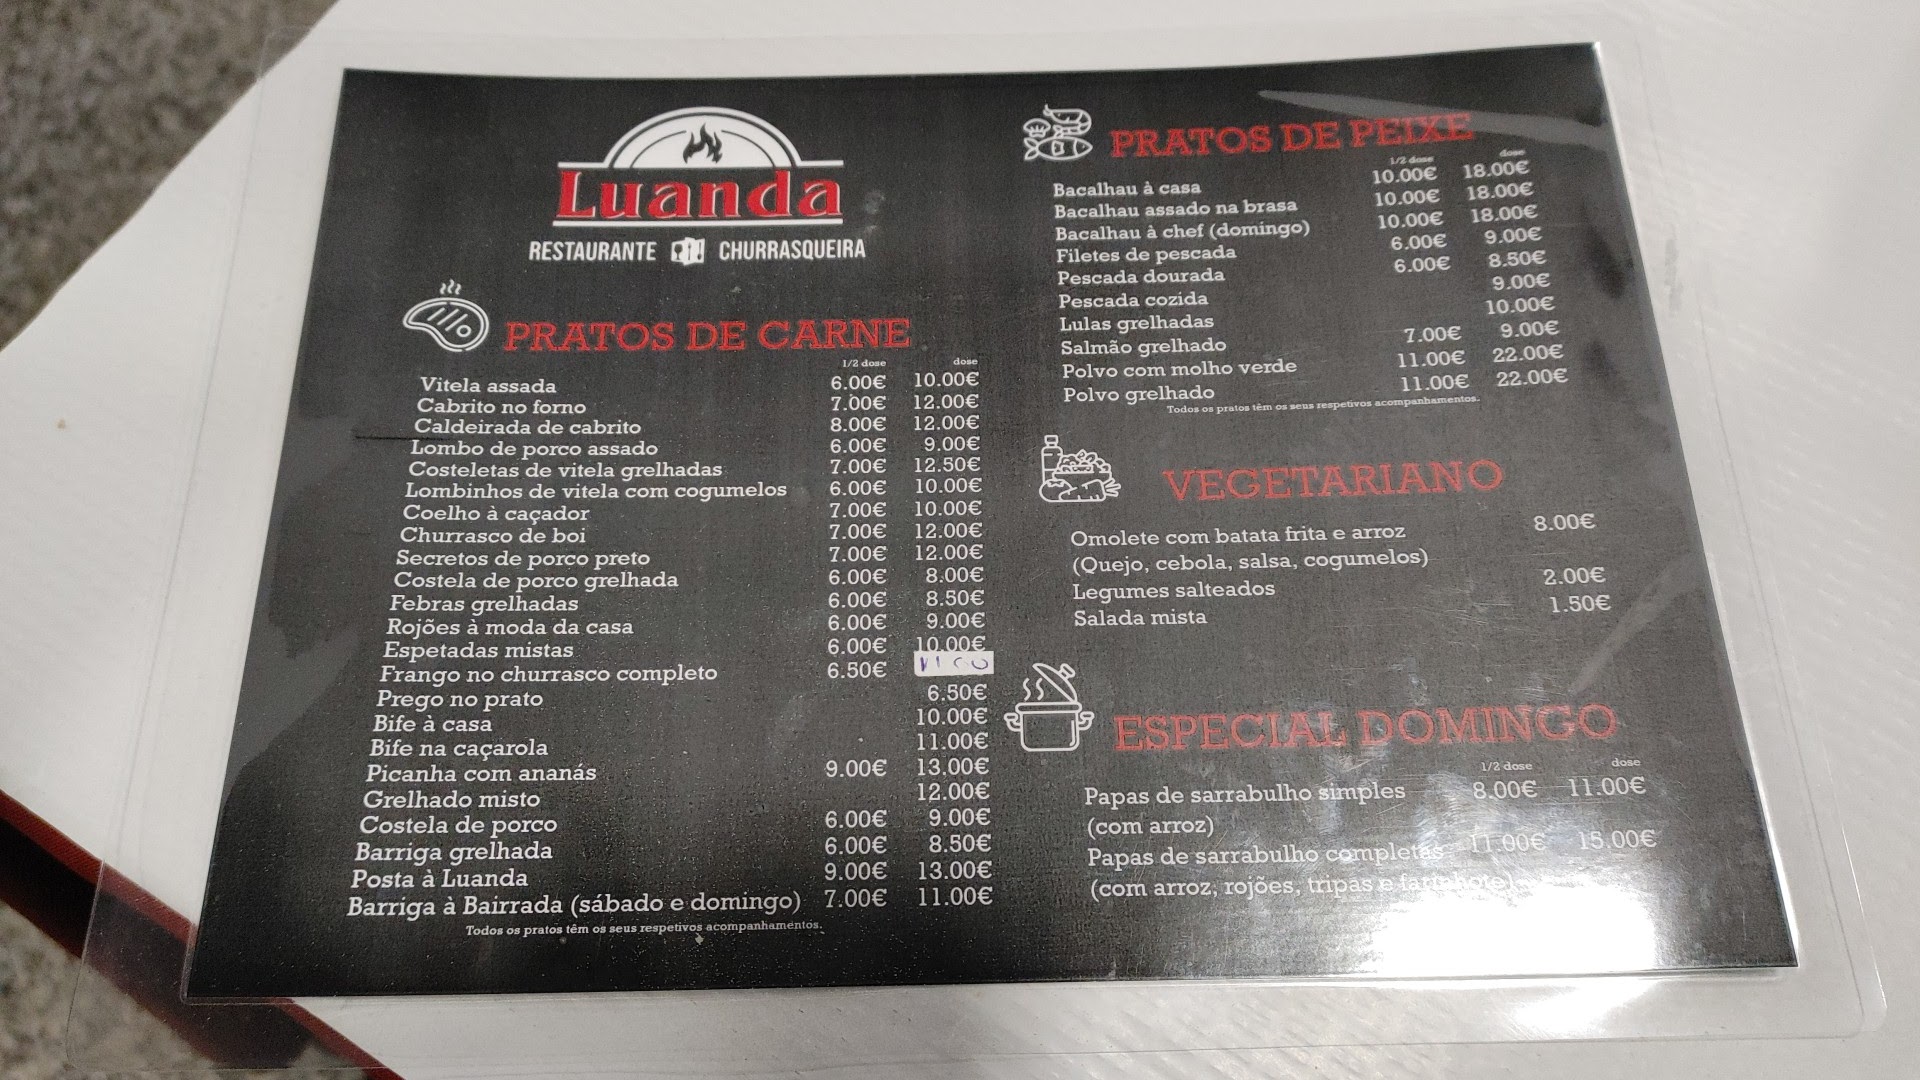 Luanda
RESTAURANTE CHURRASQUEIRA
PRATOS DE CARNE
1/2 dose dose
Vitela assada 6.00€ 10.00€
Cabrito no forno 7.00€ 12.00€
Caldeirada de cabrito 8.00€ 12.00€
Lombo de porco assado 6.00€ 9.00€
Costeletas de vitela grelhadas 7.00€ 12.50€
Lombinhos de vitela com cogumelos 6.00€ 10.00€
Coelho à caçador 7.00€ 10.00€
Churrasco de boi 7.00€ 12.00€
Secretos de porco preto 7.00€ 12.00€
Costela de porco grelhada 6.00€ 8.00€
Febras grelhadas 6.00€ 8.50€
Rojões à moda da casa 6.00€ 9.00€
Espetadas mistas 6.00€ 10.00€
Frango no churrasco completo 6.50€
Prego no prato 6.50€
Bife à casa 10.00€
Bife na caçarola 11.00€
Picanha com ananás 9.00€ 13.00€
Grelhado misto 12.00€
Costela de porco 6.00€ 9.00€
Barriga grelhada 6.00€ 8.50€
Posta à Luanda 9.00€ 13.00€
Barriga à Bairrada (sábado e domingo) 7.00€ 11.00€
Todos os pratos têm os seus respetivos acompanhamentos.
PRATOS DE PEIXE
1/2 dose dose
Bacalhau à casa 10.00€ 18.00€
Bacalhau assado na brasa 10.00€ 18.00€
Bacalhau à chef (domingo) 10.00€ 18.00€
Filetes de pescada 6.00€ 9.00€
Pescada dourada 6.00€ 8.50€
Pescada cozida 9.00€
Lulas grelhadas 10.00€
Salmão grelhado 7.00€ 9.00€
Polvo com molho verde 11.00€ 22.00€
Polvo grelhado 11.00€ 22.00€
Todos os pratos têm os seus respetivos acompanhamentos.
VEGETARIANO
Omolete com batata frita e arroz 8.00€
(Quejo, cebola, salsa, cogumelos)
Legumes salteados 2.00€
Salada mista 1.50€
ESPECIAL DOMINGO
1/2 dose dose
Papas de sarrabulho simples 8.00€ 11.00€
(com arroz)
Papas de sarrabulho completas 11.00€ 15.00€
(com arroz, rojões, tripas e